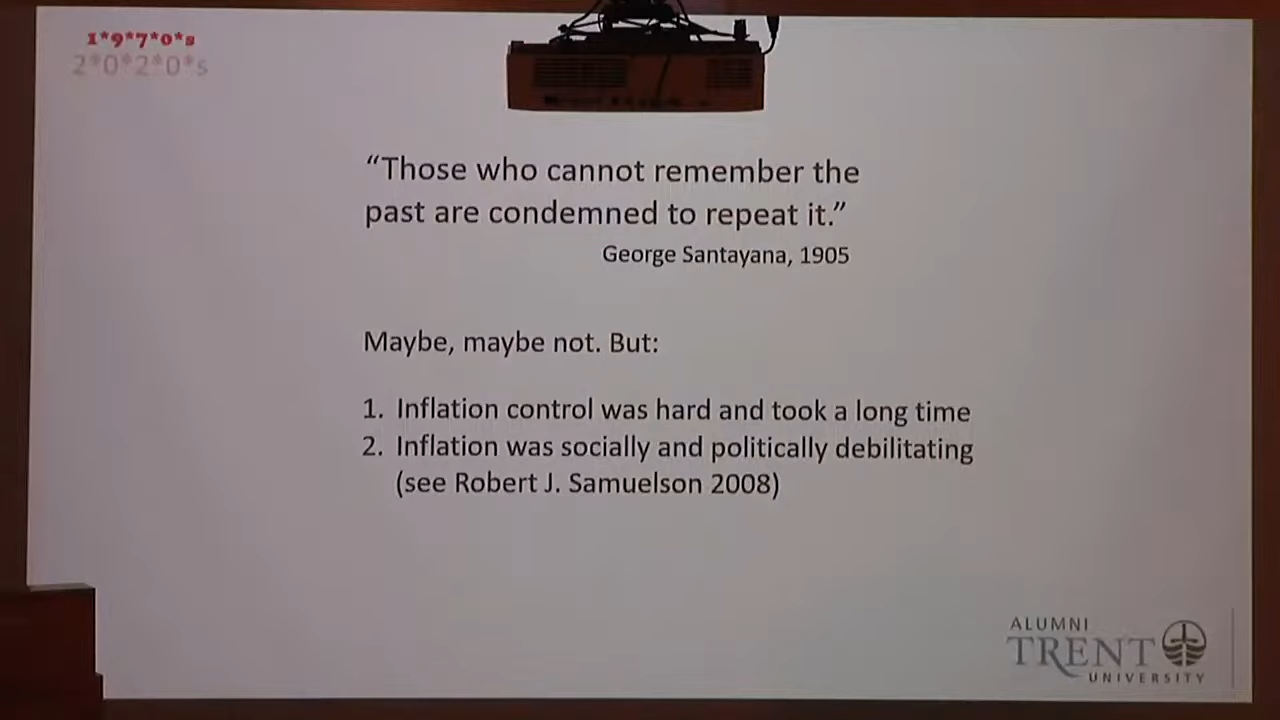 1*9*7*0*s
2*0*2*0*s
“Those who cannot remember the
past are condemned to repeat it.”
George Santayana, 1905
Maybe, maybe not. But:
1. Inflation control was hard and took a long time
2. Inflation was socially and politically debilitating
(see Robert J. Samuelson 2008)
ALUMNI
TRENT
UNIVERSITY